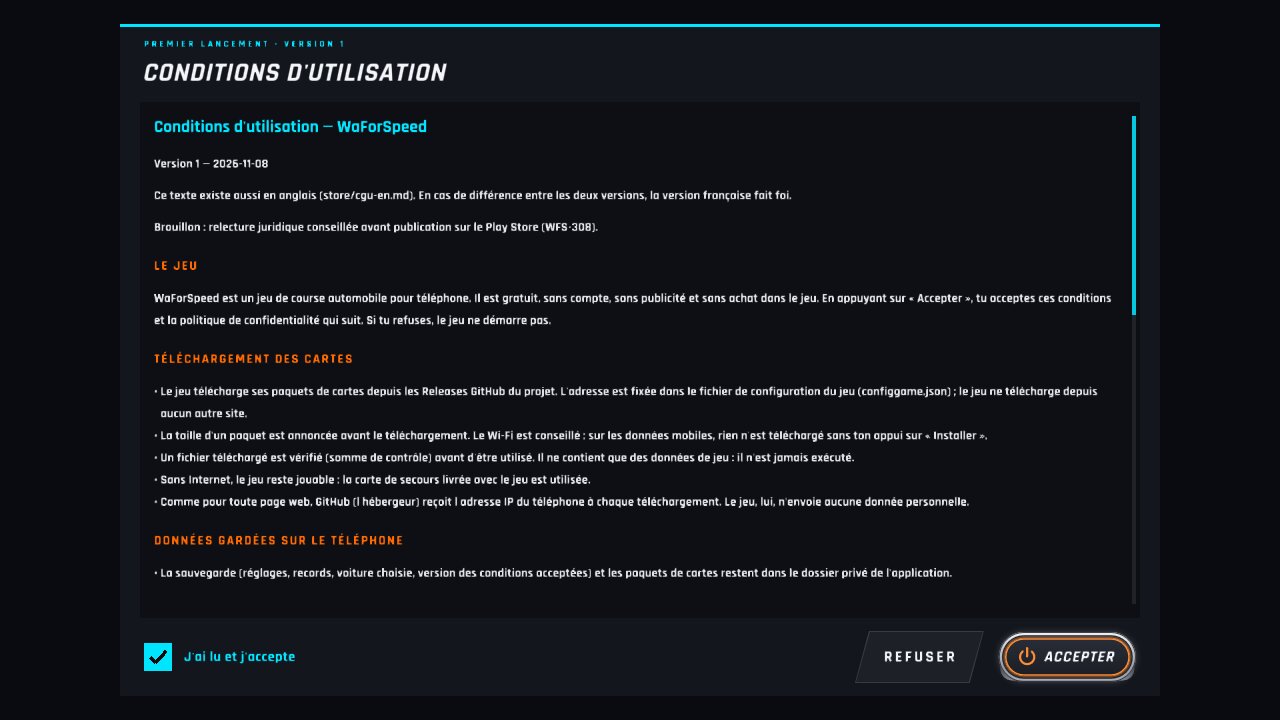 PREMIER LANCEMENT · VERSION 1
CONDITIONS D'UTILISATION
Conditions d'utilisation — WaForSpeed
Version 1 — 2026-11-08
Ce texte existe aussi en anglais (store/cgu-en.md). En cas de différence entre les deux versions, la version française fait foi.
Brouillon : relecture juridique conseillée avant publication sur le Play Store (WFS-308).
LE JEU
WaForSpeed est un jeu de course automobile pour téléphone. Il est gratuit, sans compte, sans publicité et sans achat dans le jeu. En appuyant sur « Accepter », tu acceptes ces conditions
et la politique de confidentialité qui suit. Si tu refuses, le jeu ne démarre pas.
TÉLÉCHARGEMENT DES CARTES
• Le jeu télécharge ses paquets de cartes depuis les Releases GitHub du projet. L'adresse est fixée dans le fichier de configuration du jeu (configgame.json) ; le jeu ne télécharge depuis
aucun autre site.
• La taille d'un paquet est annoncée avant le téléchargement. Le Wi-Fi est conseillé : sur les données mobiles, rien n'est téléchargé sans ton appui sur « Installer ».
• Un fichier téléchargé est vérifié (somme de contrôle) avant d'être utilisé. Il ne contient que des données de jeu : il n'est jamais exécuté.
• Sans Internet, le jeu reste jouable : la carte de secours livrée avec le jeu est utilisée.
• Comme pour toute page web, GitHub (l'hébergeur) reçoit l'adresse IP du téléphone à chaque téléchargement. Le jeu, lui, n'envoie aucune donnée personnelle.
DONNÉES GARDÉES SUR LE TÉLÉPHONE
• La sauvegarde (réglages, records, voiture choisie, version des conditions acceptées) et les paquets de cartes restent dans le dossier privé de l'application.
J'ai lu et j'accepte
REFUSER
ACCEPTER